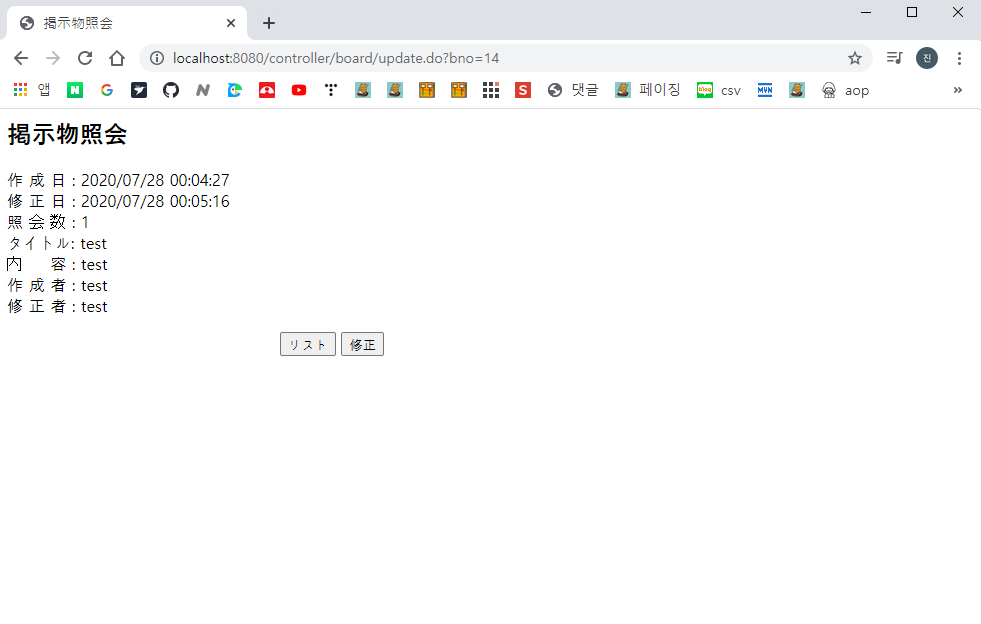 掲示物照会
localhost:8080/controller/board/update.do?bno=14
진
앱 댓글 페이징 csv aop
掲示物照会
作 成 日 : 2020/07/28 00:04:27
修 正 日 : 2020/07/28 00:05:16
照 会 数 : 1
タイトル: test
内 容 : test
作 成 者 : test
修 正 者 : test
リスト 修正